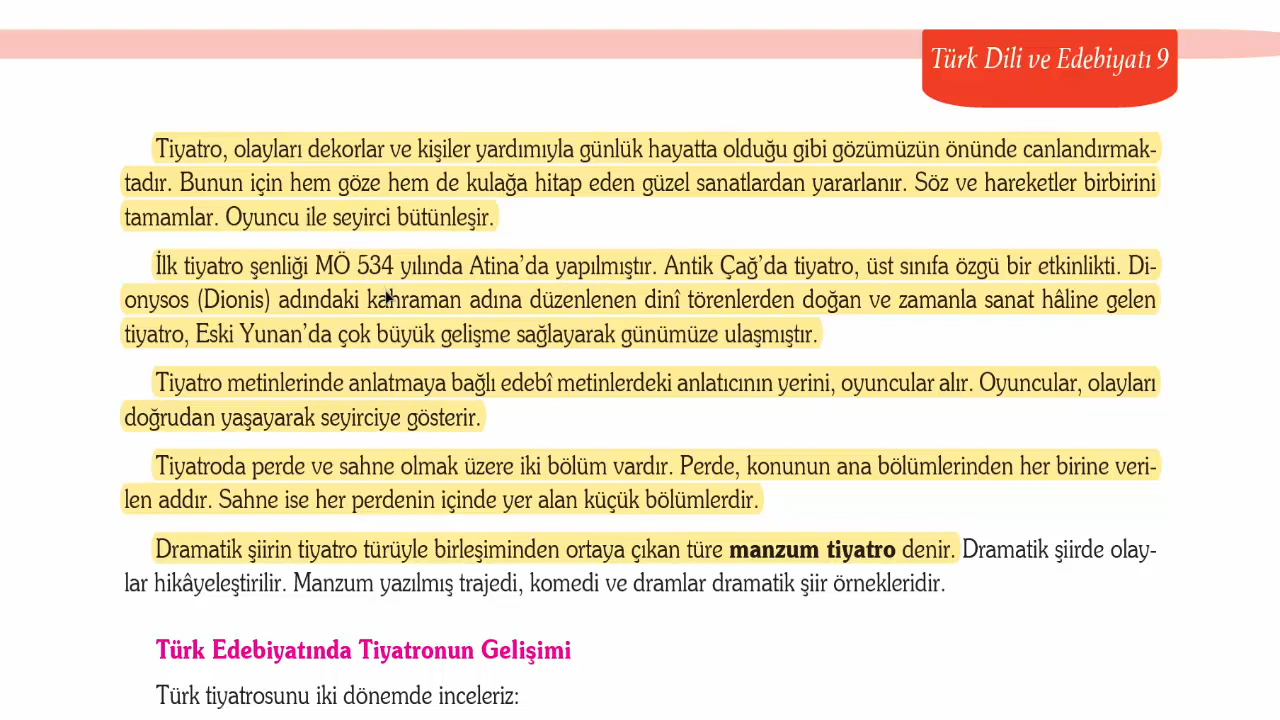 Türk Dili ve Edebiyatı 9
Tiyatro, olayları dekorlar ve kişiler yardımıyla günlük hayatta olduğu gibi gözümüzün önünde canlandırmak-
tadır. Bunun için hem göze hem de kulağa hitap eden güzel sanatlardan yararlanır. Söz ve hareketler birbirini
tamamlar. Oyuncu ile seyirci bütünleşir.
İlk tiyatro şenliği MÖ 534 yılında Atina’da yapılmıştır. Antik Çağ’da tiyatro, üst sınıfa özgü bir etkinlikti. Di-
onysos (Dionis) adındaki kahraman adına düzenlenen dinî törenlerden doğan ve zamanla sanat hâline gelen
tiyatro, Eski Yunan’da çok büyük gelişme sağlayarak günümüze ulaşmıştır.
Tiyatro metinlerinde anlatmaya bağlı edebî metinlerdeki anlatıcının yerini, oyuncular alır. Oyuncular, olayları
doğrudan yaşayarak seyirciye gösterir.
Tiyatroda perde ve sahne olmak üzere iki bölüm vardır. Perde, konunun ana bölümlerinden her birine veri-
len addır. Sahne ise her perdenin içinde yer alan küçük bölümlerdir.
Dramatik şiirin tiyatro türüyle birleşiminden ortaya çıkan türe manzum tiyatro denir. Dramatik şiirde olay-
lar hikâyeleştirilir. Manzum yazılmış trajedi, komedi ve dramlar dramatik şiir örnekleridir.
Türk Edebiyatında Tiyatronun Gelişimi
Türk tiyatrosunu iki dönemde inceleriz: